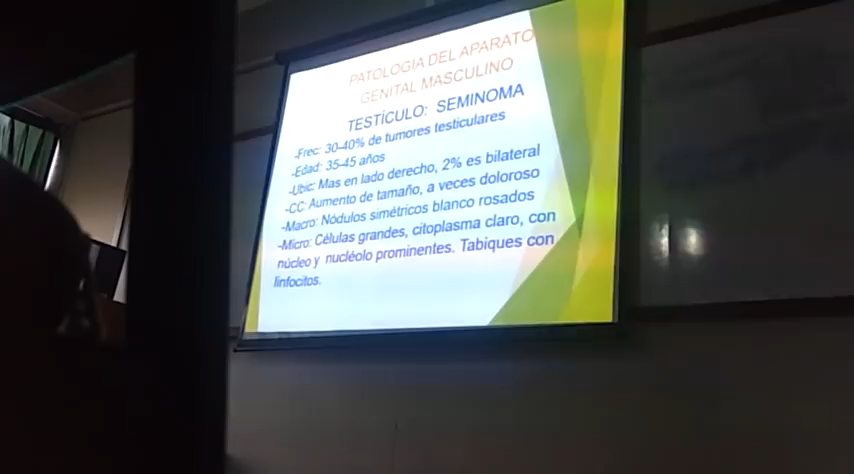 PATOLOGIA DEL APARATO
GENITAL MASCULINO
TESTÍCULO: SEMINOMA
-Frec: 30-40% de tumores testiculares
-Edad: 35-45 años
-Ubic: Mas en lado derecho, 2% es bilateral
-CC: Aumento de tamaño, a veces doloroso
-Macro: Nódulos simétricos blanco rosados
-Micro: Células grandes, citoplasma claro, con
núcleo y nucléolo prominentes. Tabiques con
linfocitos.